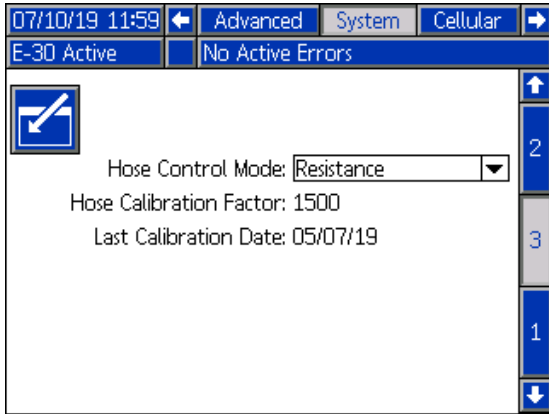 07/10/19 11:59 Advanced System Cellular
E-30 Active No Active Errors
2
Hose Control Mode: Resistance
Hose Calibration Factor: 1500
Last Calibration Date: 05/07/19
3
1